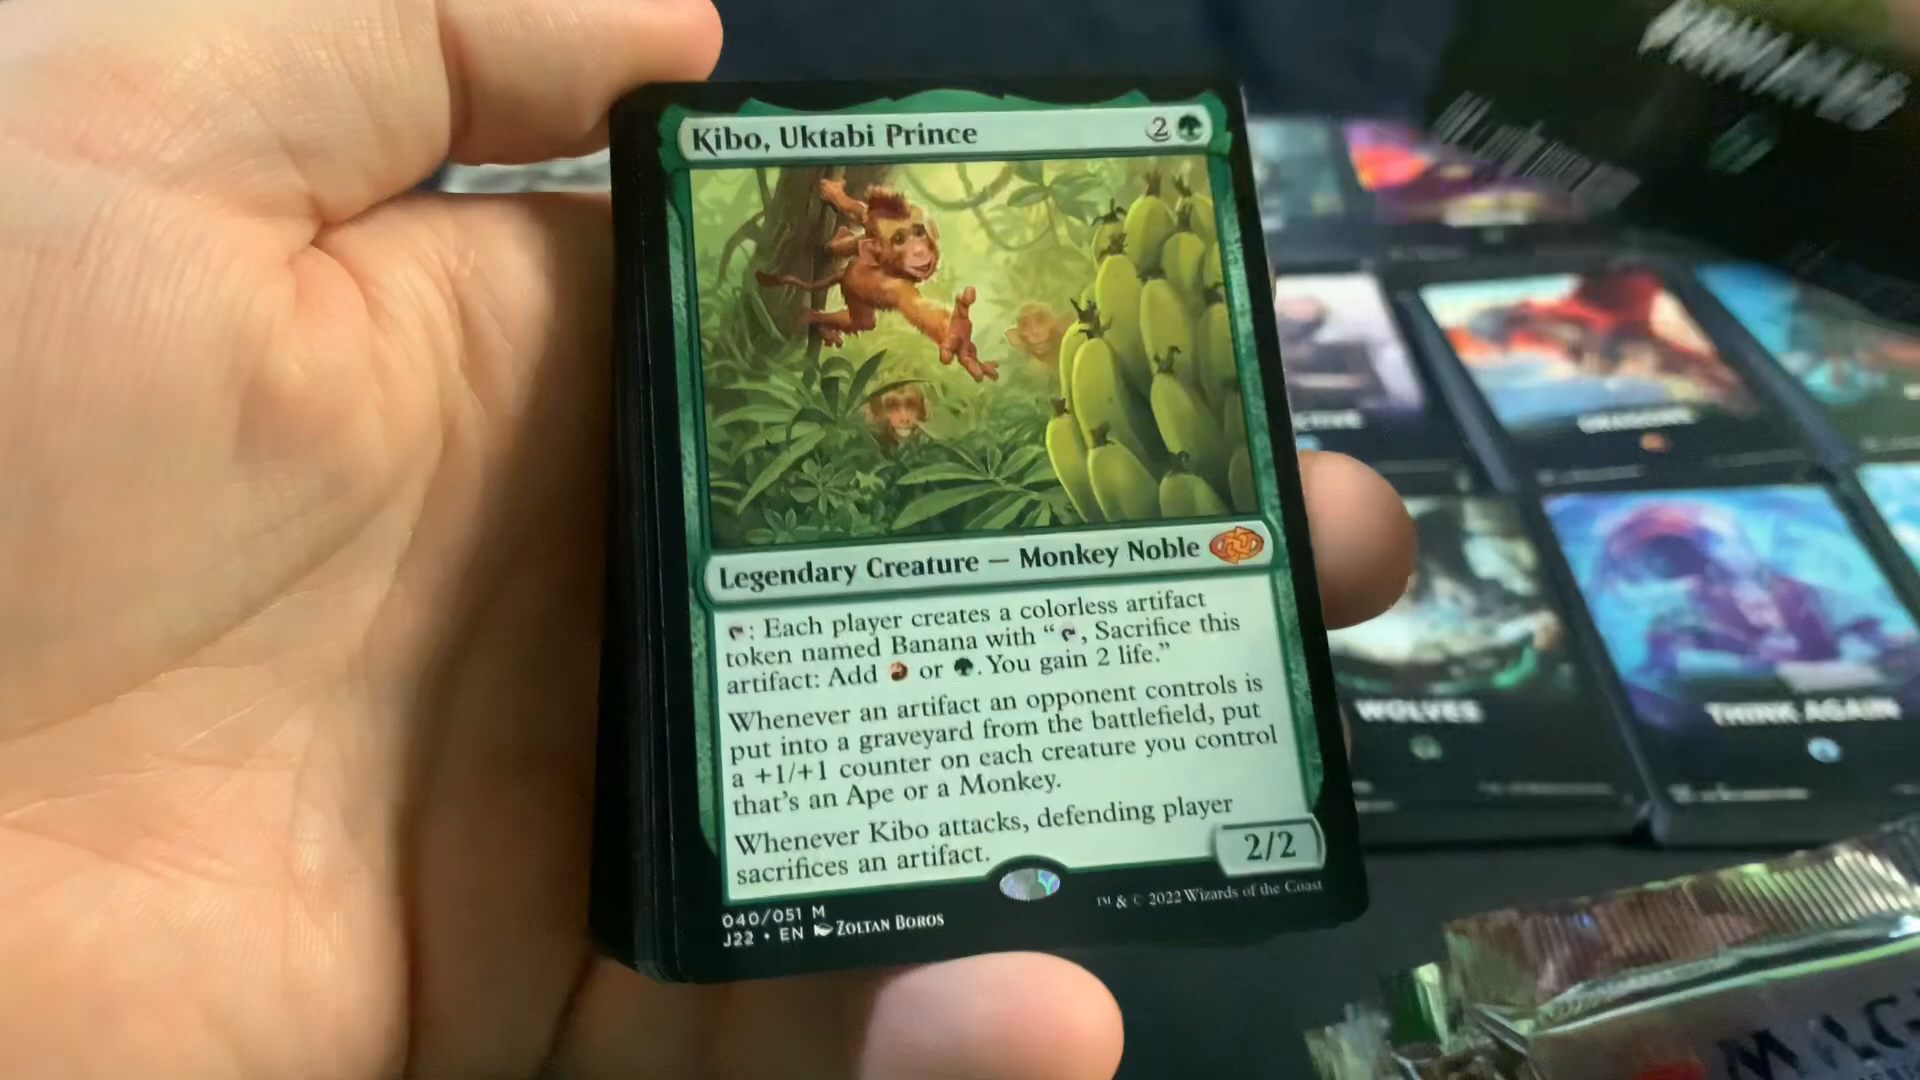 Kibo, Uktabi Prince
2
Legendary Creature — Monkey Noble
: Each player creates a colorless artifact
token named Banana with “ , Sacrifice this
artifact: Add or . You gain 2 life.”
Whenever an artifact an opponent controls is
put into a graveyard from the battlefield, put
a +1/+1 counter on each creature you control
that's an Ape or a Monkey.
Whenever Kibo attacks, defending player
sacrifices an artifact.
2/2
040/051 M
J22 • EN ZOLTAN BOROS
™ & © 2022 Wizards of the Coast
DRAGONS
WOLVES
THINK AGAIN